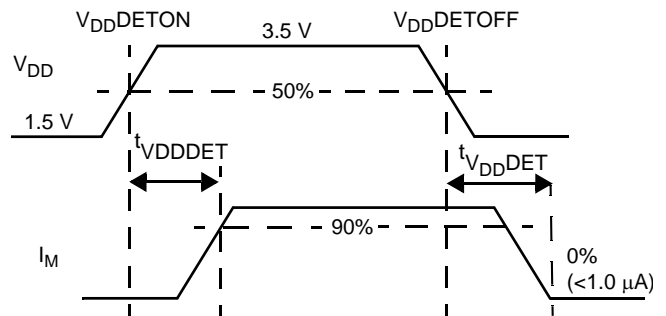 VDDDETON VDDDETOFF
3.5 V
VDD
50%
1.5 V
tVDDDET tVDDDET
90%
IM
0%
(<1.0 µA)